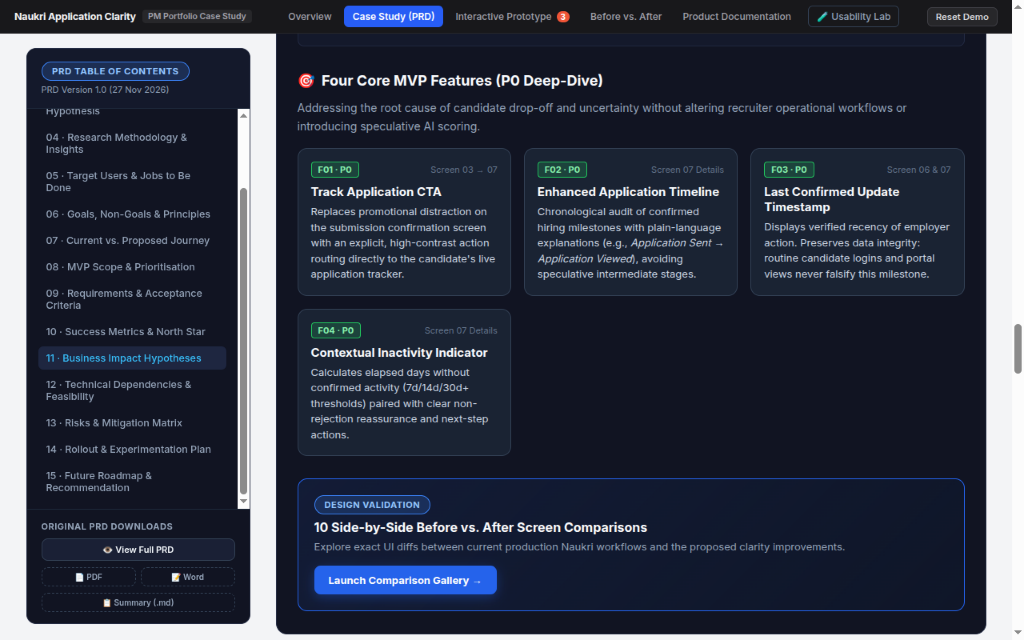 Naukri Application Clarity
PM Portfolio Case Study
Overview
Case Study (PRD)
Interactive Prototype 3
Before vs. After
Product Documentation
🧪 Usability Lab
Reset Demo
PRD TABLE OF CONTENTS
PRD Version 1.0 (27 Nov 2026)
Hypothesis
04 · Research Methodology &
Insights
05 · Target Users & Jobs to Be
Done
06 · Goals, Non-Goals & Principles
07 · Current vs. Proposed Journey
08 · MVP Scope & Prioritisation
09 · Requirements & Acceptance
Criteria
10 · Success Metrics & North Star
11 · Business Impact Hypotheses
12 · Technical Dependencies &
Feasibility
13 · Risks & Mitigation Matrix
14 · Rollout & Experimentation Plan
15 · Future Roadmap &
Recommendation
ORIGINAL PRD DOWNLOADS
👁️ View Full PRD
📄 PDF
📝 Word
📋 Summary (.md)
🎯 Four Core MVP Features (P0 Deep-Dive)
Addressing the root cause of candidate drop-off and uncertainty without altering recruiter operational workflows or
introducing speculative AI scoring.
F01 · P0
Screen 03 → 07
Track Application CTA
Replaces promotional distraction on
the submission confirmation screen
with an explicit, high-contrast action
routing directly to the candidate's live
application tracker.
F02 · P0
Screen 07 Details
Enhanced Application Timeline
Chronological audit of confirmed
hiring milestones with plain-language
explanations (e.g., Application Sent →
Application Viewed), avoiding
speculative intermediate stages.
F03 · P0
Screen 06 & 07
Last Confirmed Update
Timestamp
Displays verified recency of employer
action. Preserves data integrity:
routine candidate logins and portal
views never falsify this milestone.
F04 · P0
Screen 07 Details
Contextual Inactivity Indicator
Calculates elapsed days without
confirmed activity (7d/14d/30d+
thresholds) paired with clear non-
rejection reassurance and next-step
actions.
DESIGN VALIDATION
10 Side-by-Side Before vs. After Screen Comparisons
Explore exact UI diffs between current production Naukri workflows and the proposed clarity improvements.
Launch Comparison Gallery →